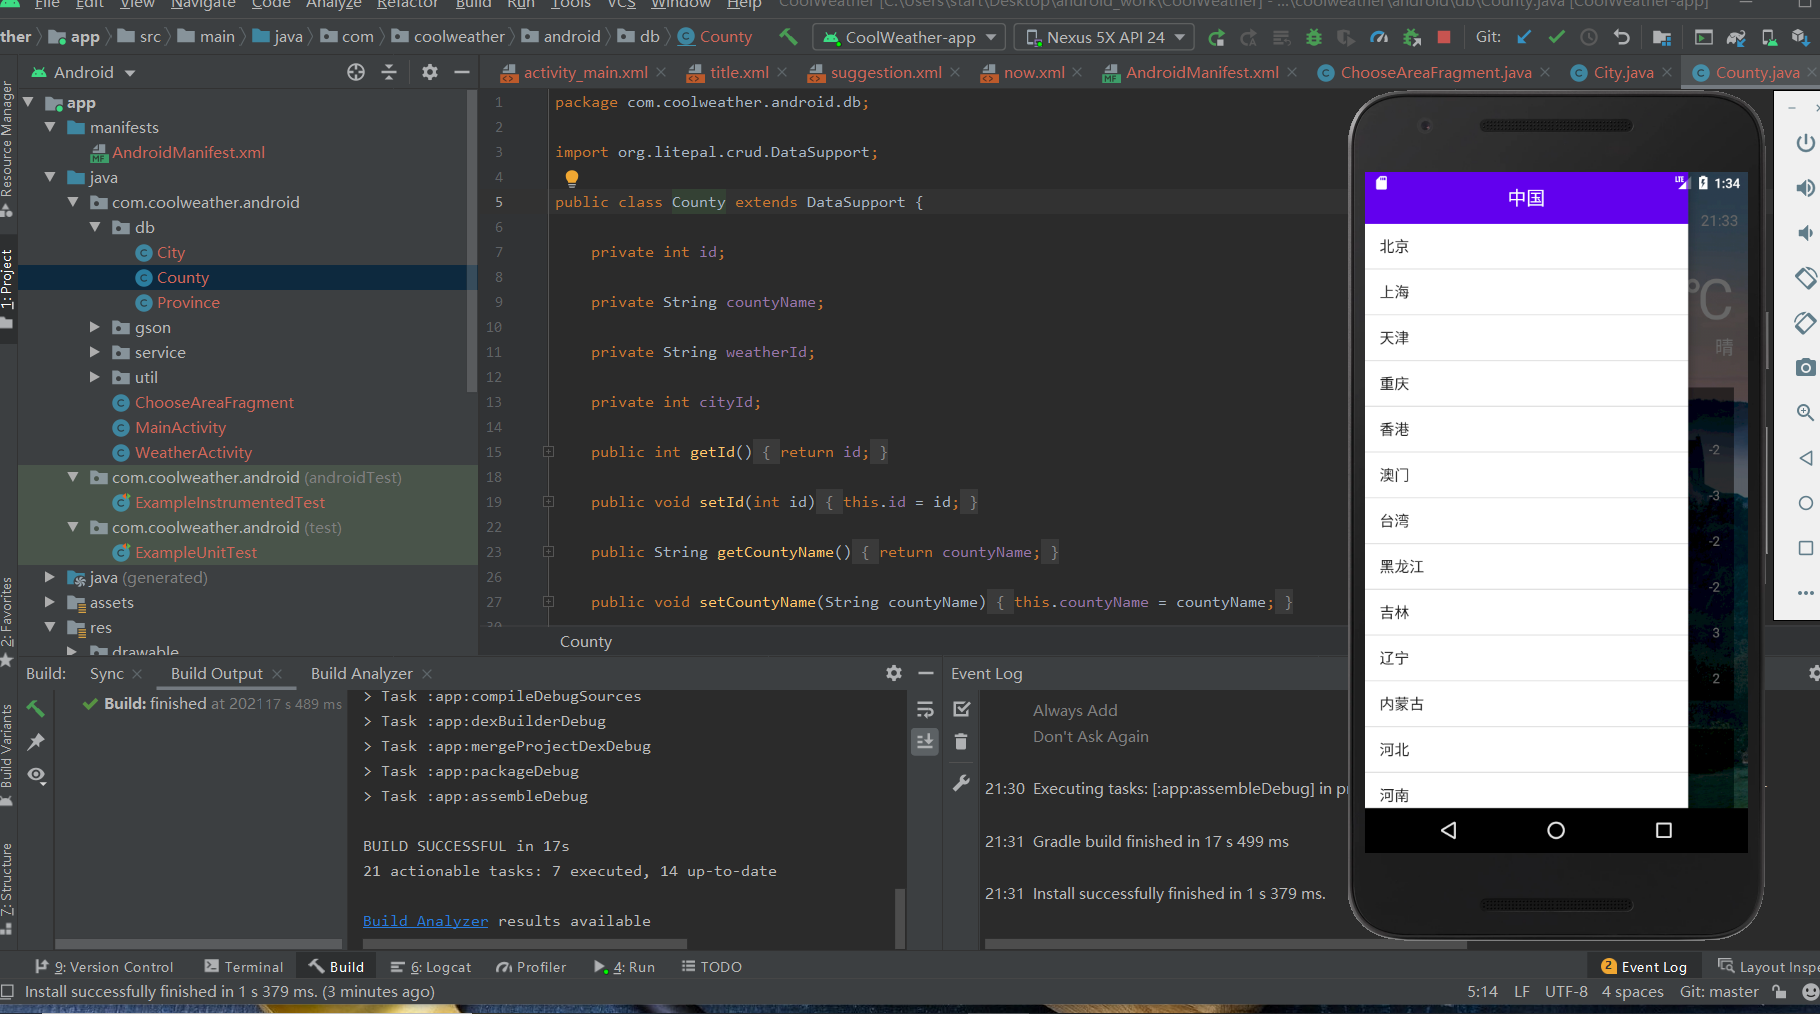 File Edit View Navigate Code Analyze Refactor Build Run Tools VCS Window Help CoolWeather [C:\Users\start\Desktop\android_work\CoolWeather] - ...\coolweather\android\db\County.java [CoolWeather-app]
ther app src main java com coolweather android db County CoolWeather-app Nexus 5X API 24 Git:
Android
activity_main.xml title.xml suggestion.xml now.xml AndroidManifest.xml ChooseAreaFragment.java City.java County.java
Resource Manager
1: Project
2: Favorites
Build Variants
7: Structure
app
manifests
AndroidManifest.xml
java
com.coolweather.android
db
City
County
Province
gson
service
util
ChooseAreaFragment
MainActivity
WeatherActivity
com.coolweather.android (androidTest)
ExampleInstrumentedTest
com.coolweather.android (test)
ExampleUnitTest
java (generated)
assets
res
drawable
1 package com.coolweather.android.db;
2
3 import org.litepal.crud.DataSupport;
4
5 public class County extends DataSupport {
6
7 private int id;
8
9 private String countyName;
10
11 private String weatherId;
12
13 private int cityId;
14
15 public int getId() { return id; }
18
19 public void setId(int id) { this.id = id; }
22
23 public String getCountyName() { return countyName; }
26
27 public void setCountyName(String countyName) { this.countyName = countyName; }
30
County
LTE 1:34
中国
21:33
北京
上海
℃
天津
晴
重庆
香港
-2
澳门
-3
台湾
-2
黑龙江
-2
吉林
3
辽宁
2
内蒙古
河北
河南
Build: Sync Build Output Build Analyzer
Build: finished at 202117 s 489 ms
> Task :app:compileDebugSources
> Task :app:dexBuilderDebug
> Task :app:mergeProjectDexDebug
> Task :app:packageDebug
> Task :app:assembleDebug
BUILD SUCCESSFUL in 17s
21 actionable tasks: 7 executed, 14 up-to-date
Build Analyzer results available
Event Log
Always Add
Don't Ask Again
21:30 Executing tasks: [:app:assembleDebug] in pr
21:31 Gradle build finished in 17 s 499 ms
21:31 Install successfully finished in 1 s 379 ms.
9: Version Control Terminal Build 6: Logcat Profiler 4: Run TODO 2 Event Log Layout Inspe
Install successfully finished in 1 s 379 ms. (3 minutes ago) 5:14 LF UTF-8 4 spaces Git: master